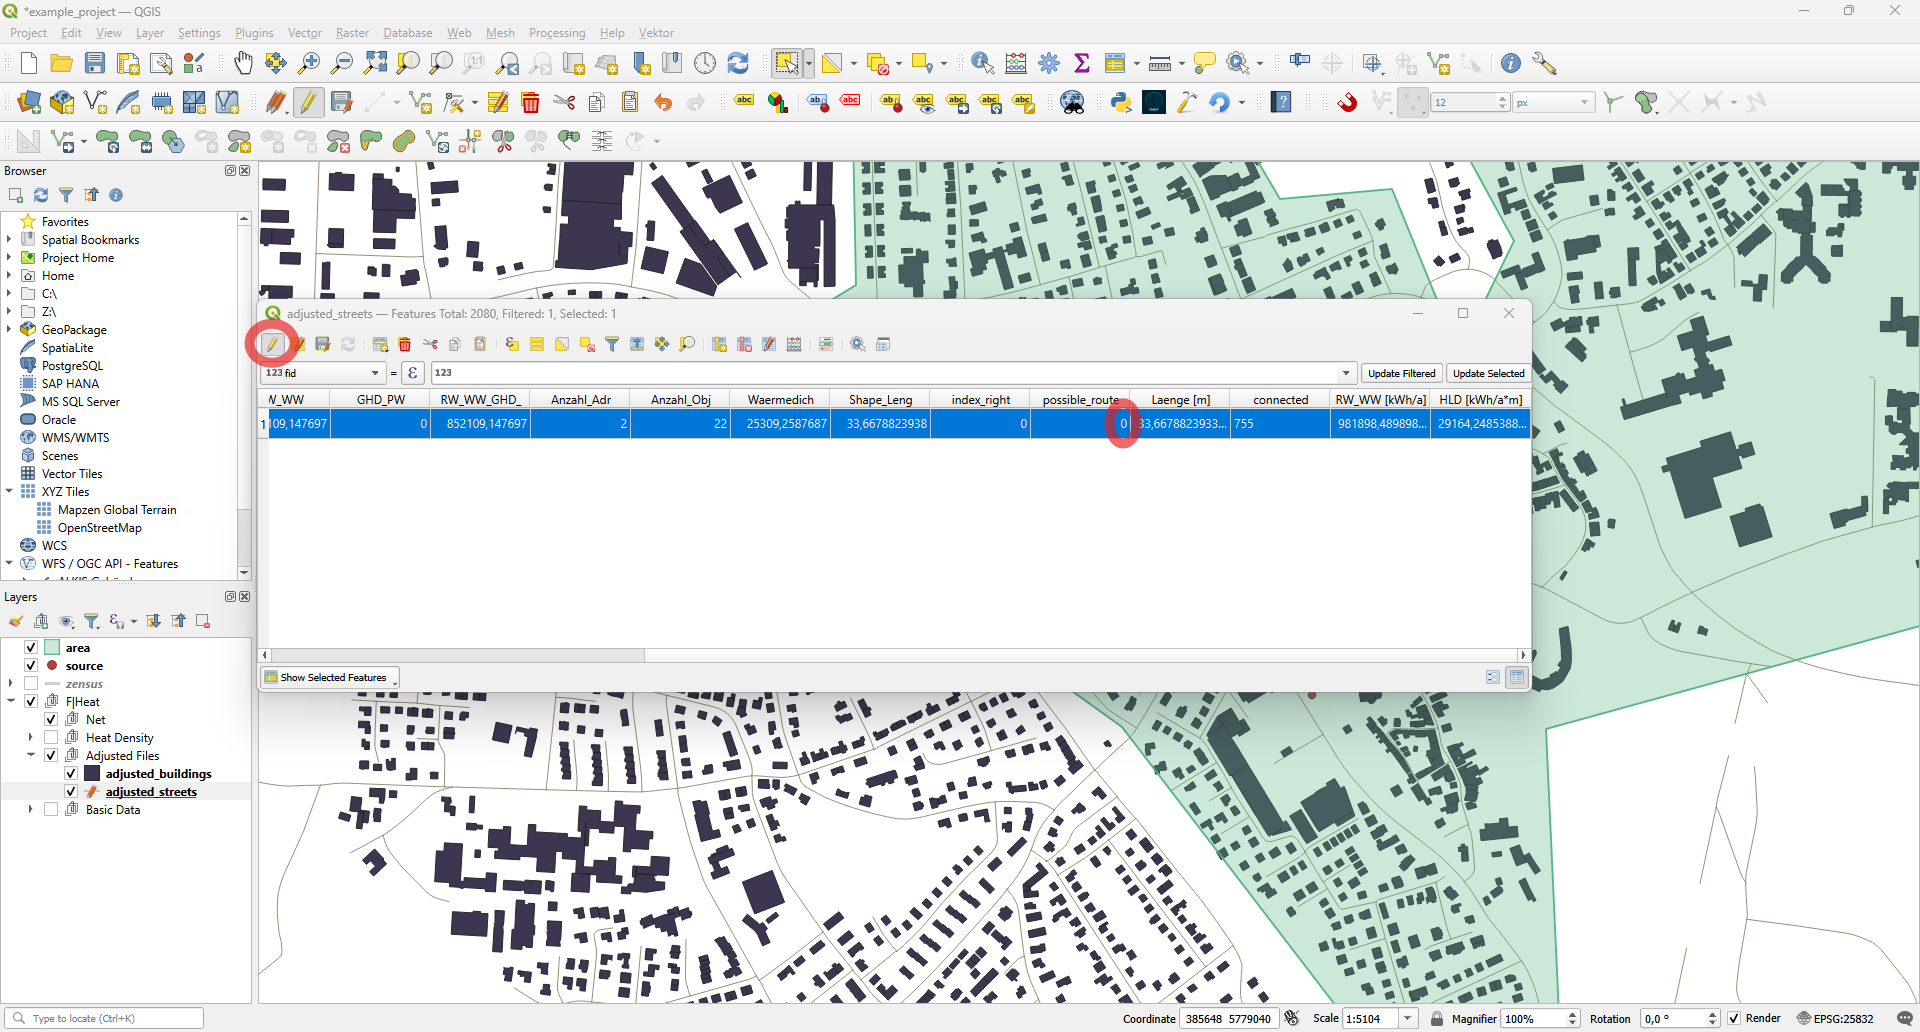 *example_project — QGIS
Project Edit View Layer Settings Plugins Vector Raster Database Web Mesh Processing Help Vektor
12 px
Browser
Favorites
Spatial Bookmarks
Project Home
Home
C:\
Z:\
GeoPackage
SpatiaLite
PostgreSQL
SAP HANA
MS SQL Server
Oracle
WMS/WMTS
Scenes
Vector Tiles
XYZ Tiles
Mapzen Global Terrain
OpenStreetMap
WCS
WFS / OGC API - Features
Layers
area
source
zensus
F|Heat
Net
Heat Density
Adjusted Files
adjusted_buildings
adjusted_streets
Basic Data
adjusted_streets — Features Total: 2080, Filtered: 1, Selected: 1
123 fid = ε 123 Update Filtered Update Selected
GHD_PW RW_WW_GHD_ Anzahl_Adr Anzahl_Obj Waermedich Shape_Leng index_right possible_route Laenge [m] connected RW_WW [kWh/a] HLD [kWh/a*m]
1 109,147697 0 852109,147697 2 22 25309,2587687 33,6678823938 0 0 33,6678823933... 755 981898,489898... 29164,2485388...
Show Selected Features
Type to locate (Ctrl+K) Coordinate 385648 5779040 Scale 1:5104 Magnifier 100% Rotation 0,0 ° Render EPSG:25832